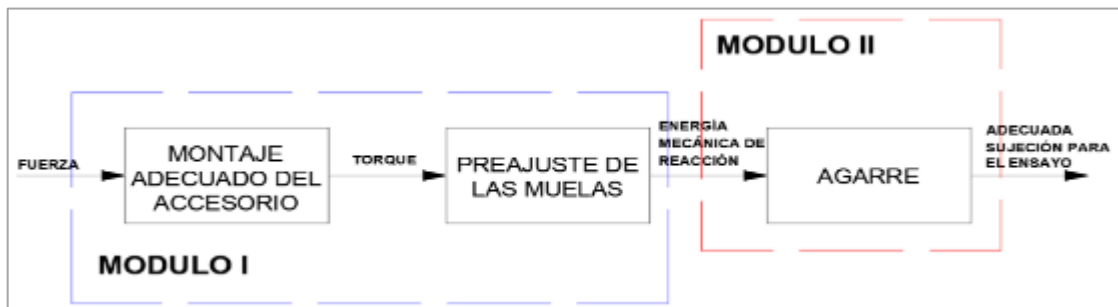 MODULO II
FUERZA
MONTAJE
ADECUADO DEL
ACCESORIO
TORQUE
PREAJUSTE DE
LAS MUELAS
ENERGÍA
MECÁNICA DE
REACCIÓN
AGARRE
ADECUADA
SUJECIÓN PARA
EL ENSAYO
MODULO I